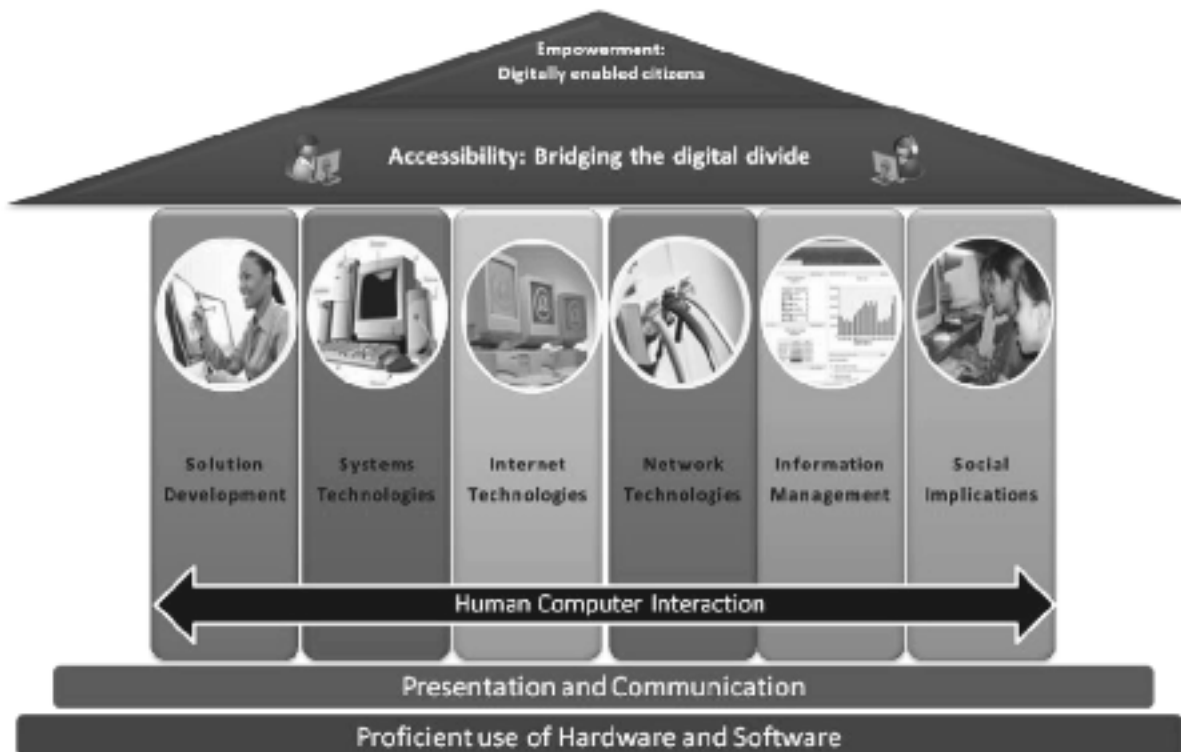 Empowerment:
Digitally enabled citizens
Accessibility: Bridging the digital divide
Solution
Development
Systems
Technologies
Internet
Technologies
Network
Technologies
Information
Management
Social
Implications
Human Computer Interaction
Presentation and Communication
Proficient use of Hardware and Software